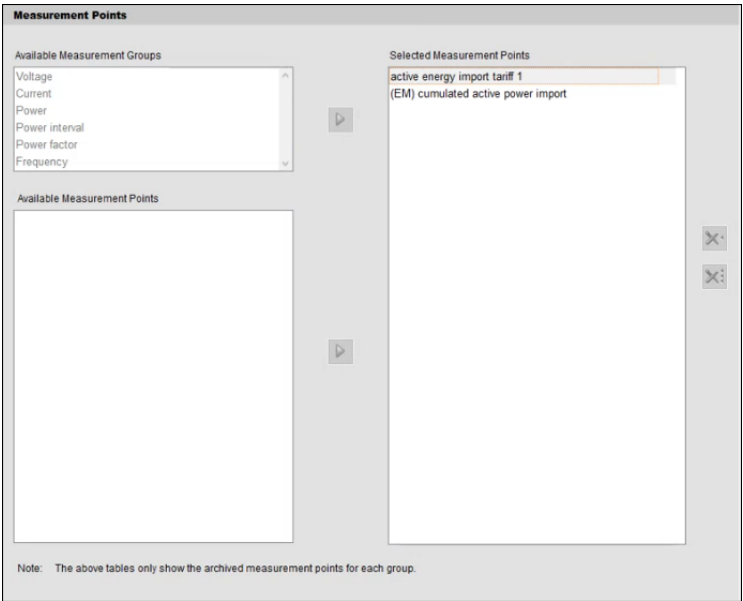 Measurement Points
Available Measurement Groups
Voltage
Current
Power
Power interval
Power factor
Frequency
Available Measurement Points
Selected Measurement Points
active energy import tariff 1
(EM) cumulated active power import
Note: The above tables only show the archived measurement points for each group.